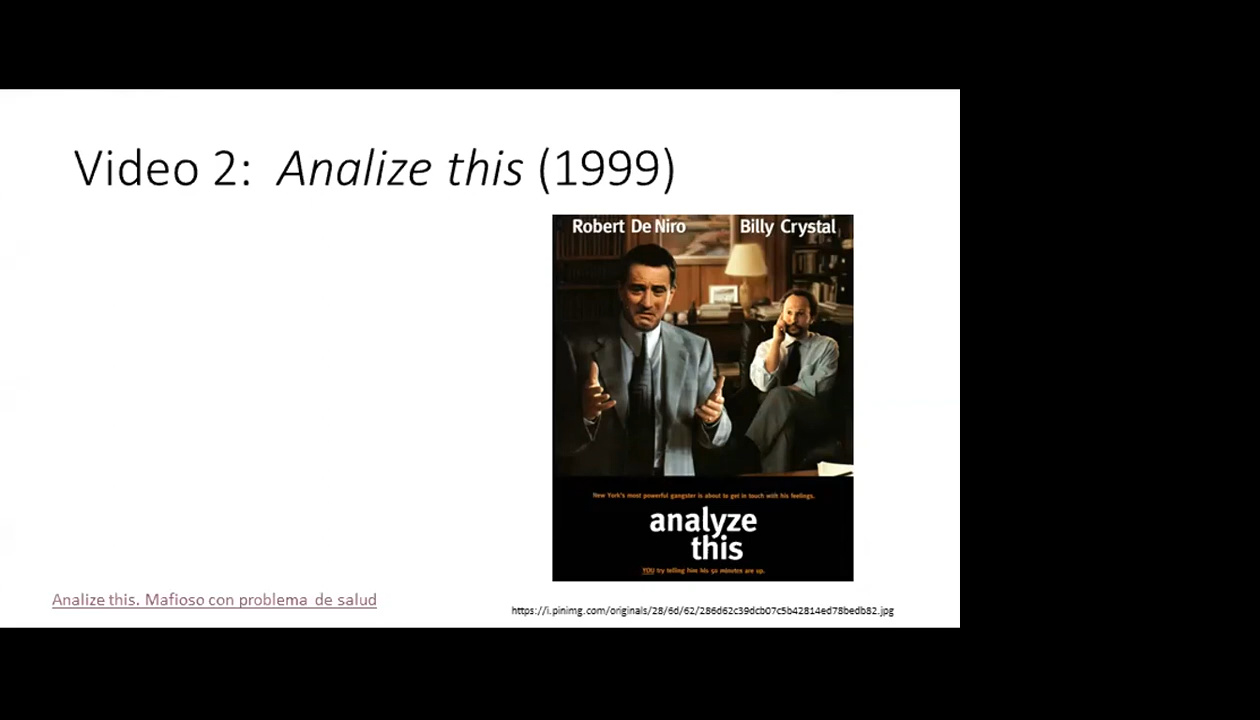 Video 2: Analize this (1999)
Robert De Niro Billy Crystal
New York's most powerful gangster is about to get in touch with his feelings.
analyze
this
YOU try telling him his 50 minutes are up.
Analize this. Mafioso con problema de salud
https://i.pinimg.com/originals/28/6d/62/286d62c39dcb07c5b42814ed78bedb82.jpg